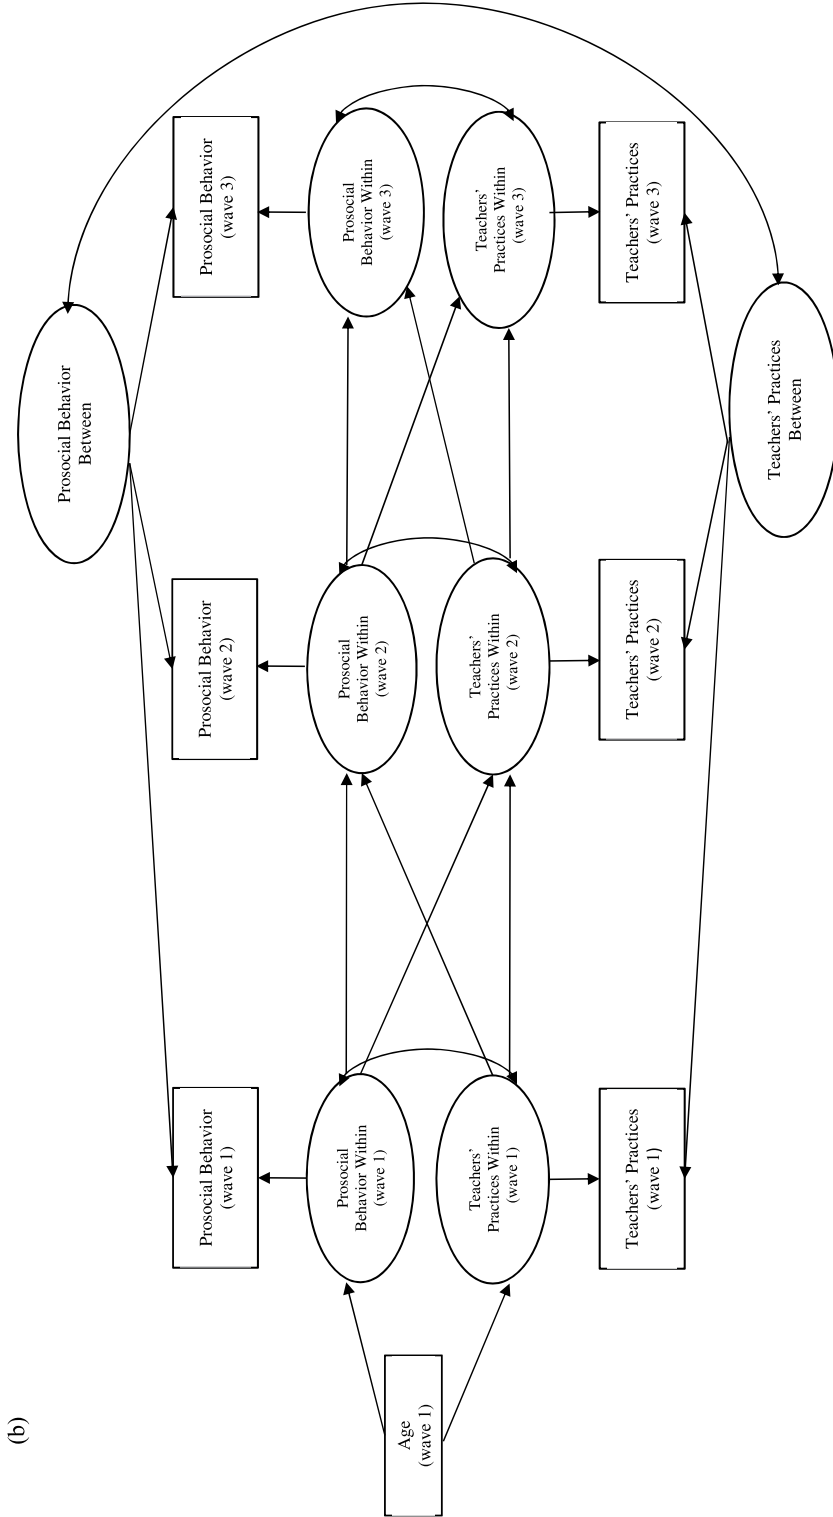 (b)
Prosocial Behavior
Between
Prosocial Behavior
(wave 1)
Prosocial Behavior
(wave 2)
Prosocial Behavior
(wave 3)
Prosocial
Behavior Within
(wave 1)
Prosocial
Behavior Within
(wave 2)
Prosocial
Behavior Within
(wave 3)
Age
(wave 1)
Teachers’
Practices Within
(wave 1)
Teachers’
Practices Within
(wave 2)
Teachers’
Practices Within
(wave 3)
Teachers’ Practices
(wave 1)
Teachers’ Practices
(wave 2)
Teachers’ Practices
(wave 3)
Teachers’ Practices
Between